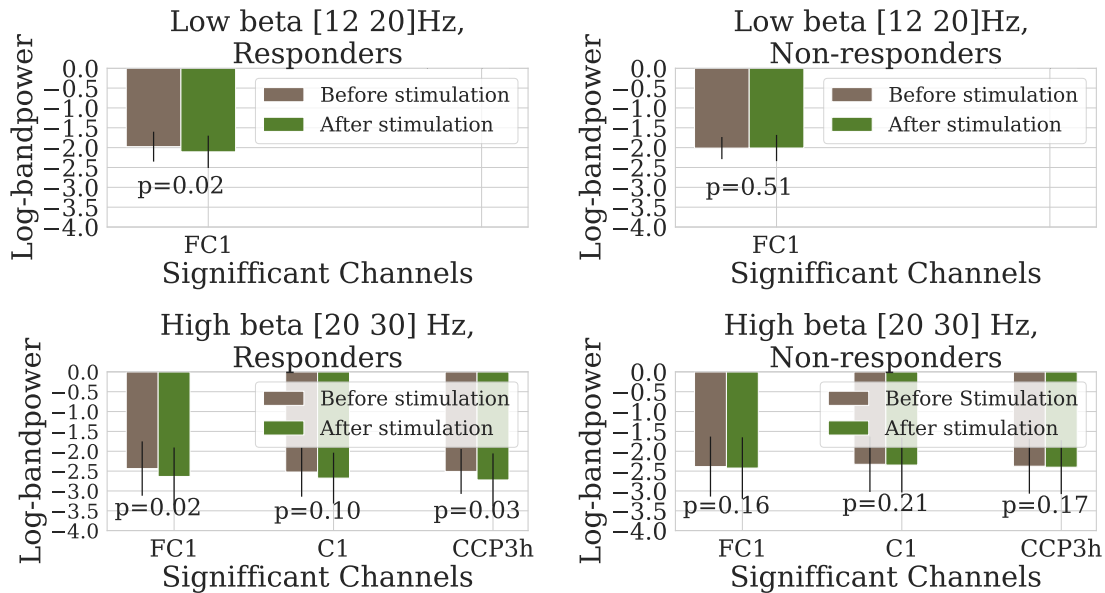 Low beta [12 20]Hz,
Responders
Log-bandpower
0.0
−0.5
−1.0
−1.5
−2.0
−2.5
−3.0
−3.5
−4.0
Before stimulation
After stimulation
p=0.02
FC1
Signifficant Channels
Low beta [12 20]Hz,
Non-responders
Log-bandpower
0.0
−0.5
−1.0
−1.5
−2.0
−2.5
−3.0
−3.5
−4.0
Before stimulation
After stimulation
p=0.51
FC1
Signifficant Channels
High beta [20 30] Hz,
Responders
Log-bandpower
0.0
−0.5
−1.0
−1.5
−2.0
−2.5
−3.0
−3.5
−4.0
Before Stimulation
After stimulation
p=0.02
p=0.10
p=0.03
FC1
C1
CCP3h
Signifficant Channels
High beta [20 30] Hz,
Non-responders
Log-bandpower
0.0
−0.5
−1.0
−1.5
−2.0
−2.5
−3.0
−3.5
−4.0
Before Stimulation
After stimulation
p=0.16
p=0.21
p=0.17
FC1
C1
CCP3h
Signifficant Channels